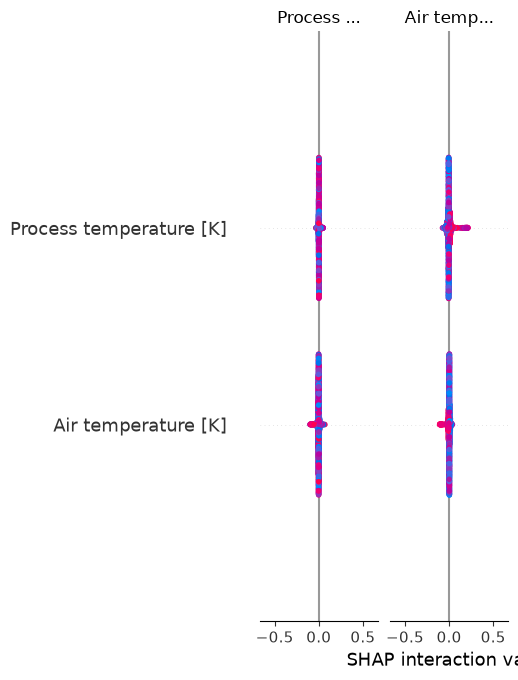 Process ... Air temp...
Process temperature [K]
Air temperature [K]
−0.5 0.0 0.5 −0.5 0.0 0.5
SHAP interaction va